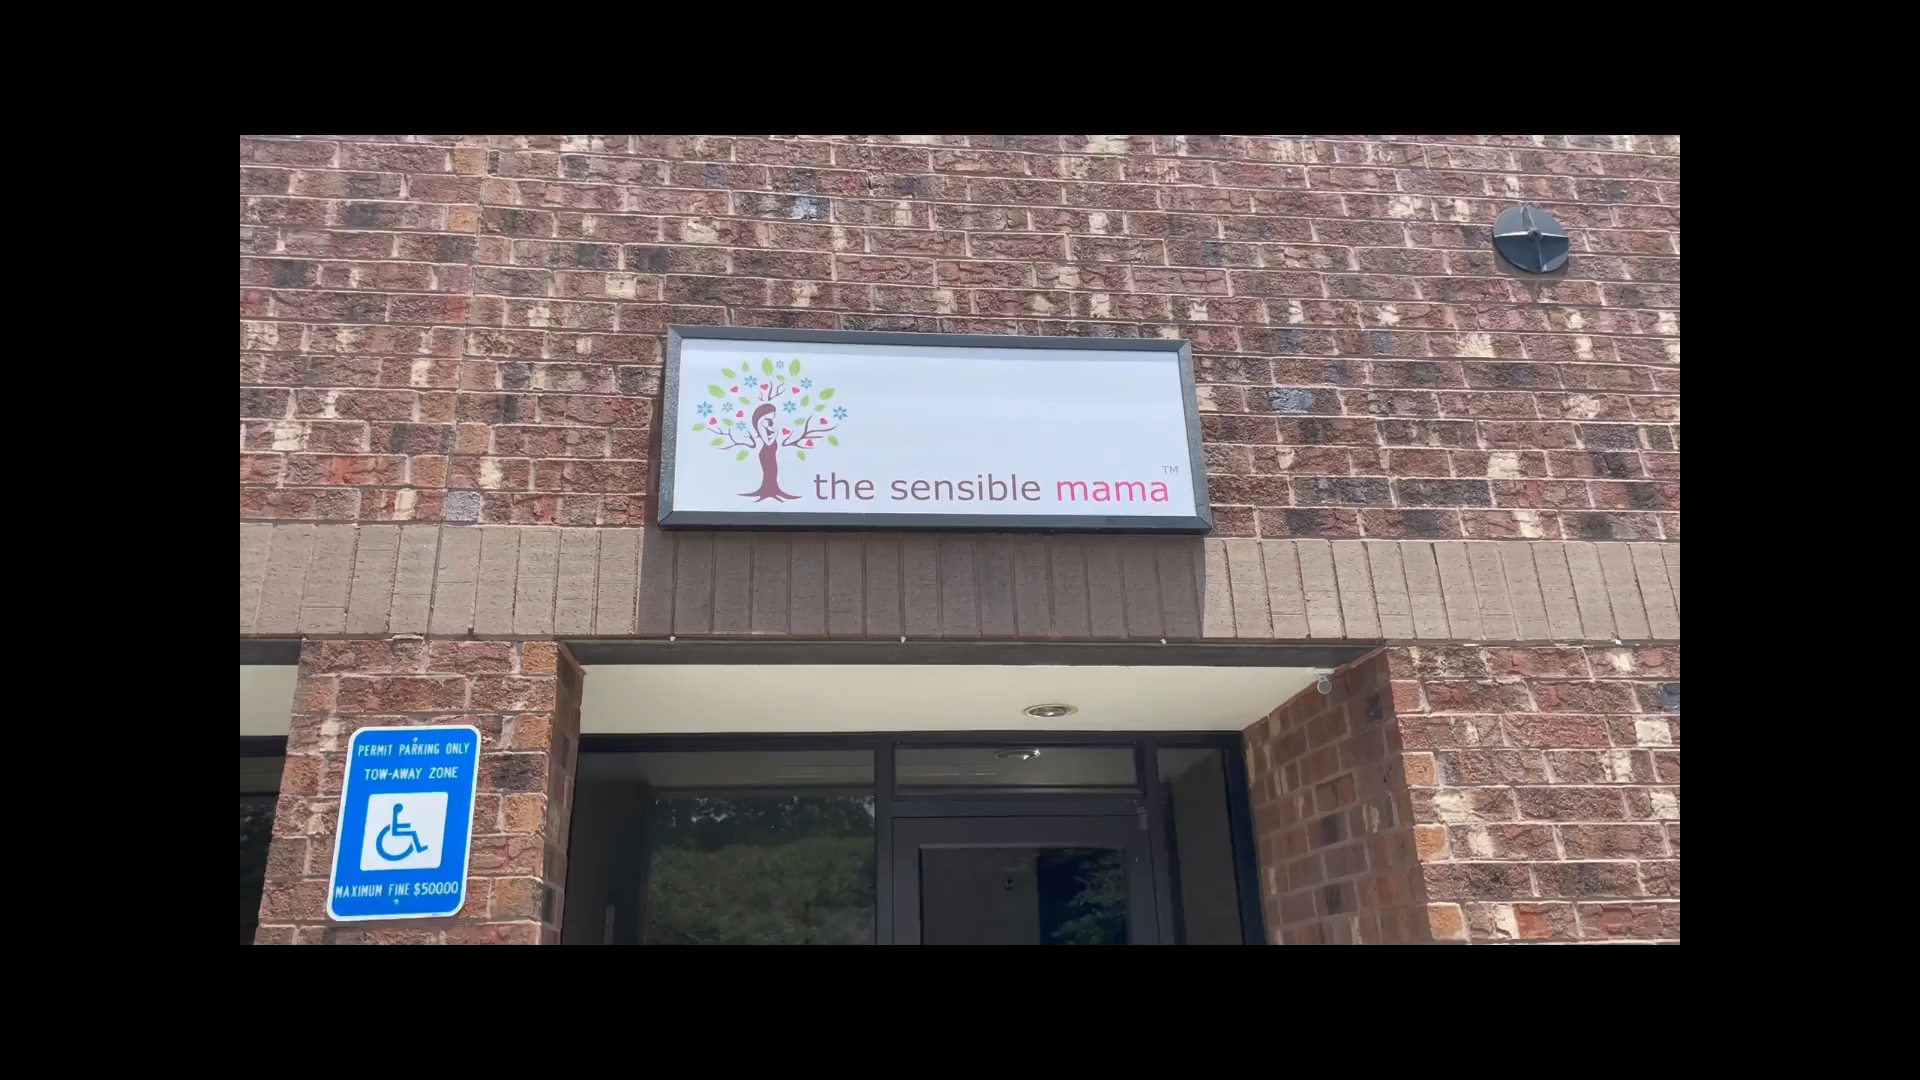 the sensible mama
TM
PERMIT PARKING ONLY
TOW-AWAY ZONE
MAXIMUM FINE $500.00